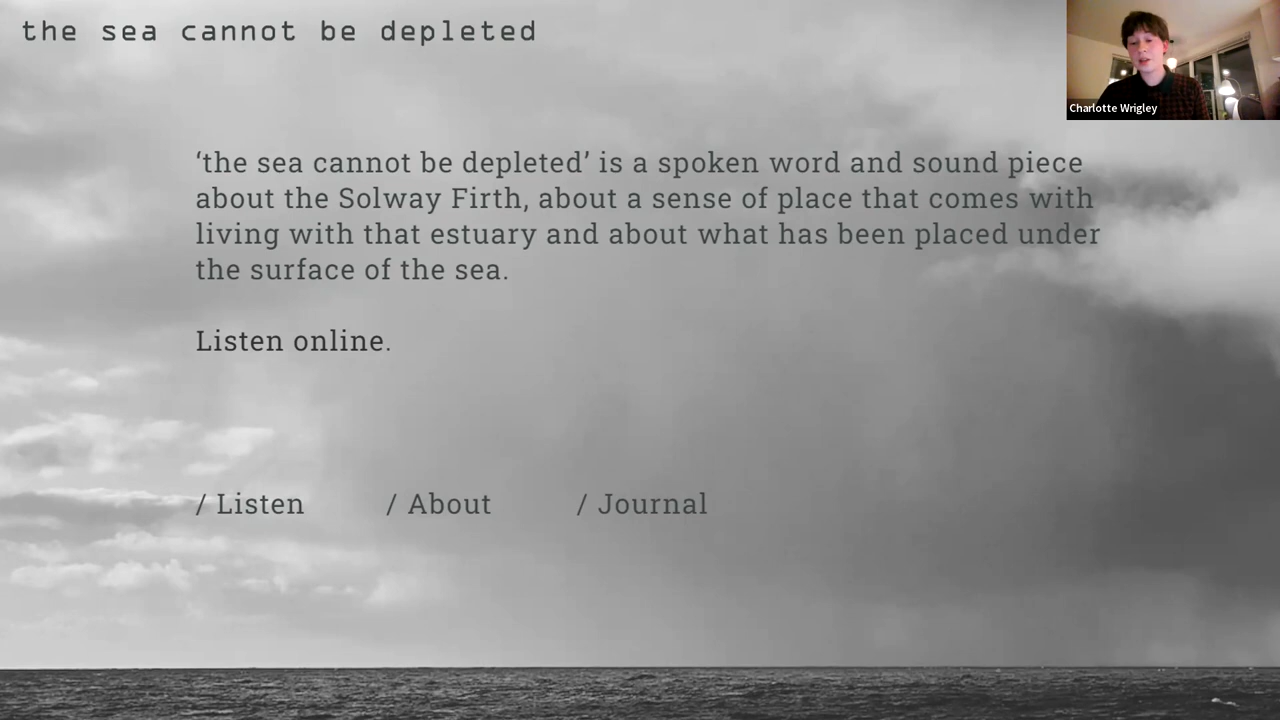 the sea cannot be depleted
Charlotte Wrigley
‘the sea cannot be depleted’ is a spoken word and sound piece
about the Solway Firth, about a sense of place that comes with
living with that estuary and about what has been placed under
the surface of the sea.
Listen online.
/ Listen / About / Journal